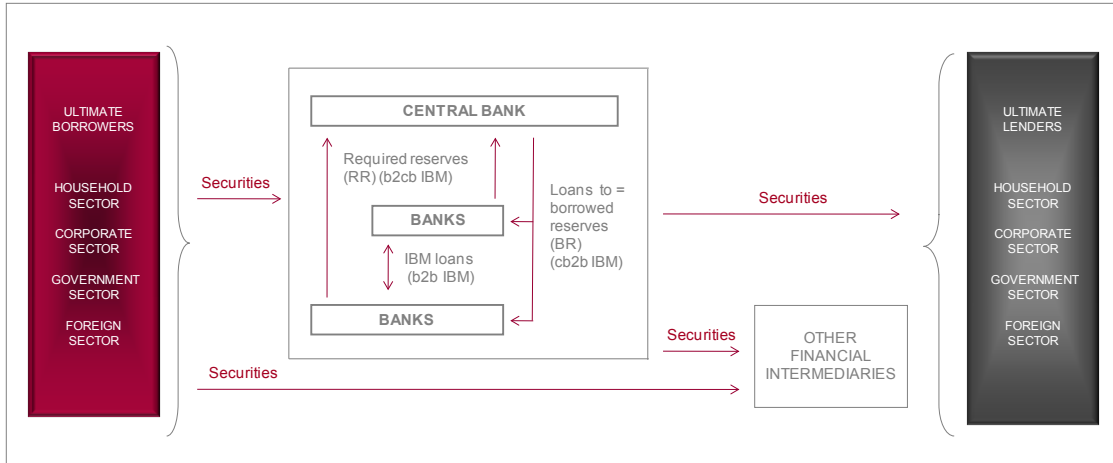 ULTIMATE
BORROWERS
HOUSEHOLD
SECTOR
CORPORATE
SECTOR
GOVERNMENT
SECTOR
FOREIGN
SECTOR
Securities
Securities
CENTRAL BANK
Required reserves
(RR) (b2cb IBM)
BANKS
IBM loans
(b2b IBM)
BANKS
Loans to =
borrowed
reserves
(BR)
(cb2b IBM)
Securities
Securities
OTHER
FINANCIAL
INTERMEDIARIES
ULTIMATE
LENDERS
HOUSEHOLD
SECTOR
CORPORATE
SECTOR
GOVERNMENT
SECTOR
FOREIGN
SECTOR